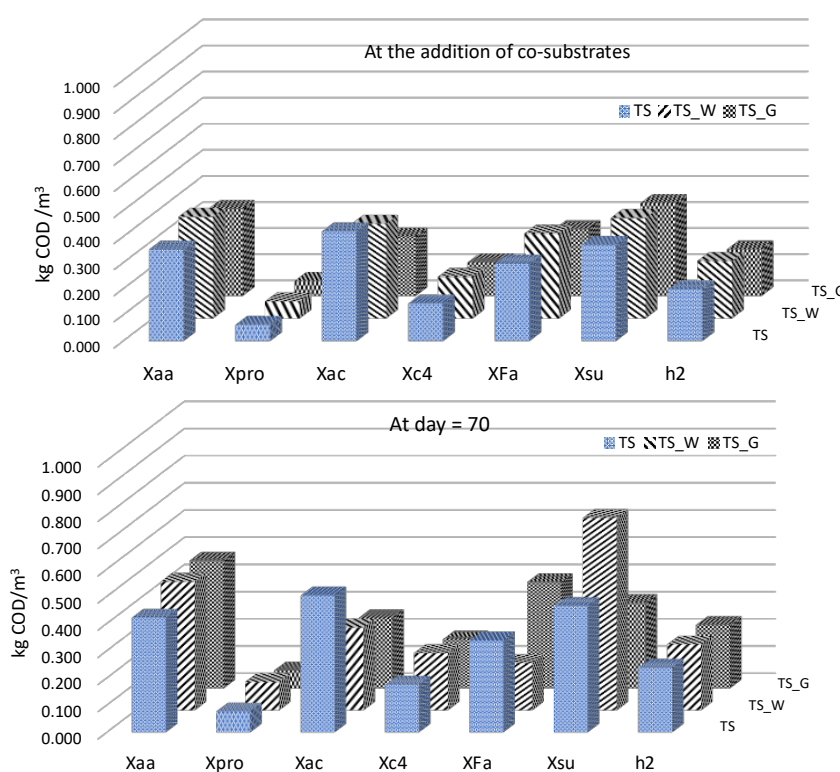 At the addition of co-substrates
TS TS_W TS_G
kg COD /m³
1.000
0.900
0.800
0.700
0.600
0.500
0.400
0.300
0.200
0.100
0.000
TS_G
TS_W
TS
Xaa Xpro Xac Xc4 XFa Xsu h2
At day = 70
TS TS_W TS_G
kg COD/m³
1.000
0.900
0.800
0.700
0.600
0.500
0.400
0.300
0.200
0.100
0.000
TS_G
TS_W
TS
Xaa Xpro Xac Xc4 XFa Xsu h2